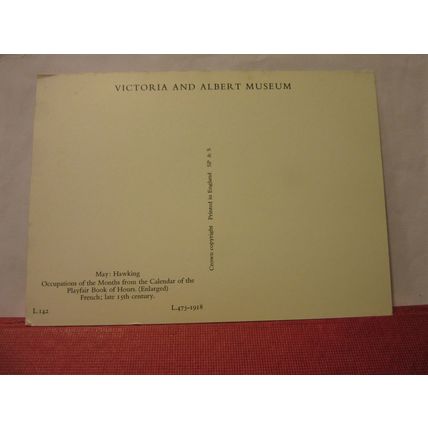 VICTORIA AND ALBERT MUSEUM
Crown copyright Printed in England SP & S
May: Hawking
Occupations of the Months from the Calendar of the
Playfair Book of Hours. (Enlarged)
French; late 15th century.
L.142
L.475-1918